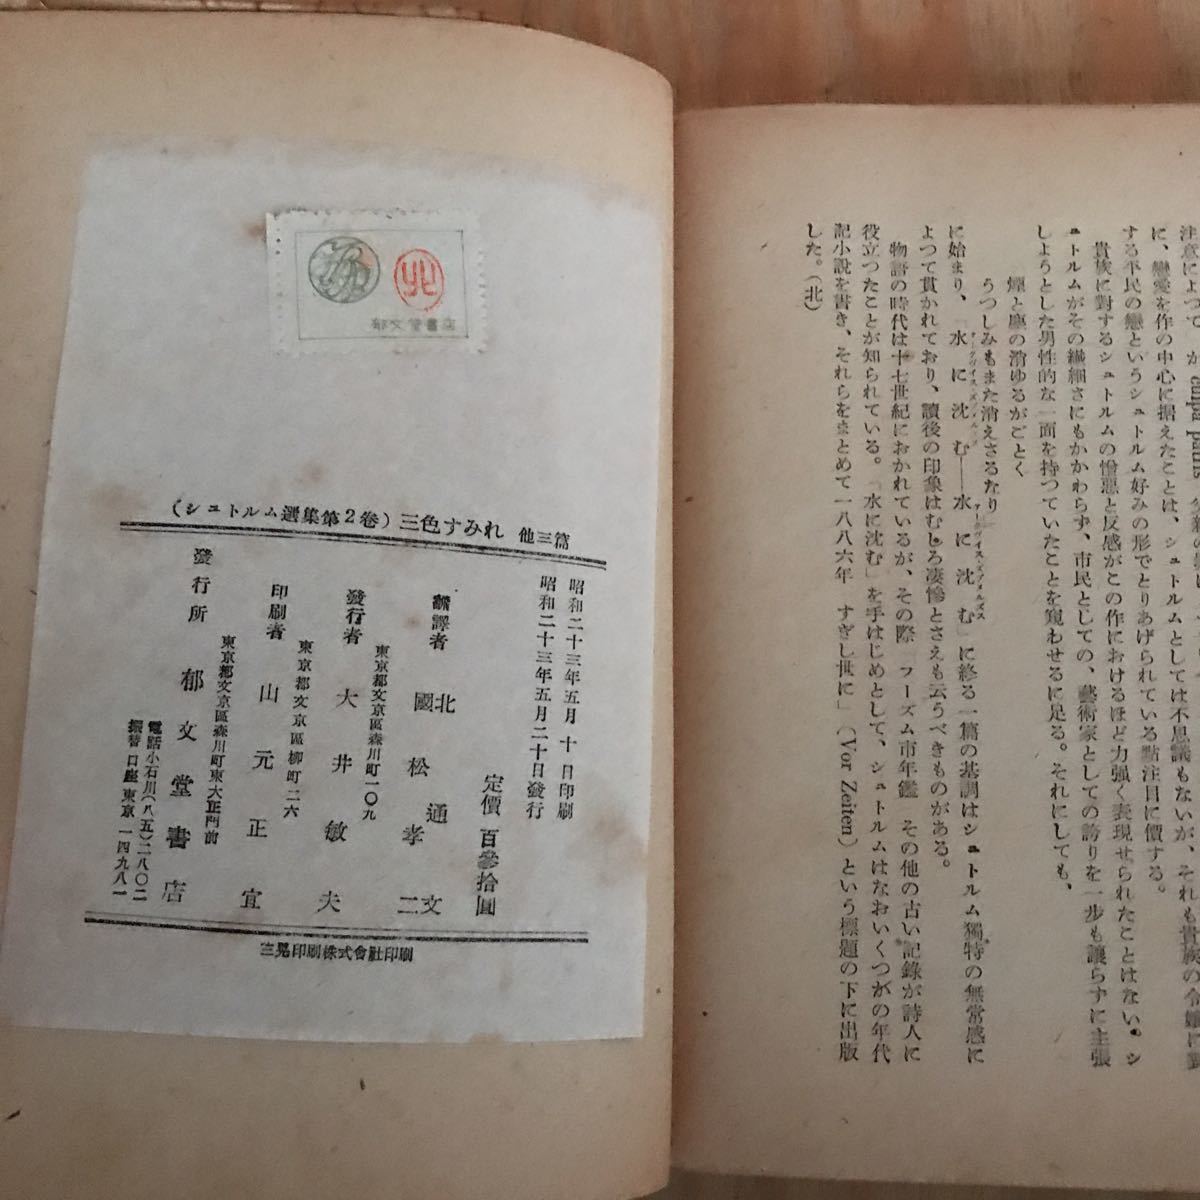 注意によつて
に、戀愛を作の中心に据えたことは、シュトルムとしては不思議もないが、それも貴族の令孃に對
する平民の戀というシュトルム好みの形でとりあげられている點注目に價する。
貴族に對するシュトルムの憎惡と反感がこの作におけるほど力強く表現せられたことはない。シ
ュトルムがその纎細さにもかかわらず、市民としての、藝術家としての誇りを一步も讓らずに主張
しようとした男性的な一面を持つていたことを窺わせるに足る。それにしても、
煙と塵の消ゆるがごとく
うつしみもまた消えさるなり
に始まり、「水に沈む——水に沈む」に終る一篇の基調はシュトルム獨特の無常感に
よつて貫かれており、讀後の印象はむしろ凄慘とさえも云うべきものがある。
物語の時代は十七世紀におかれているが、その際 フーズム市年鑑 その他の古い記錄が詩人に
役立つたことが知られている。「水に沈む」を手はじめとして、シュトルムはなおいくつかの年代
記小說を書き、それらをまとめて一八八六年 すぎし世に」(Vor Zeiten)という標題の下に出版
した。(北)
北
郁文堂書店
(シュトルム選集第2卷)三色すみれ 他三篇
昭和二十三年五月 十 日印刷
昭和二十三年五月二十日發行
定價 百參拾圓
飜譯者 北通文
國松孝二
東京都文京區森川町一〇九
發行者 大井敏夫
東京都文京區柳町二六
印刷者 山元正宜
東京都文京區森川町東大正門前
發行所 郁文堂書店
電話小石川(八五)二八〇二
振替口座東京 一四九八一
三晃印刷株式會社印刷